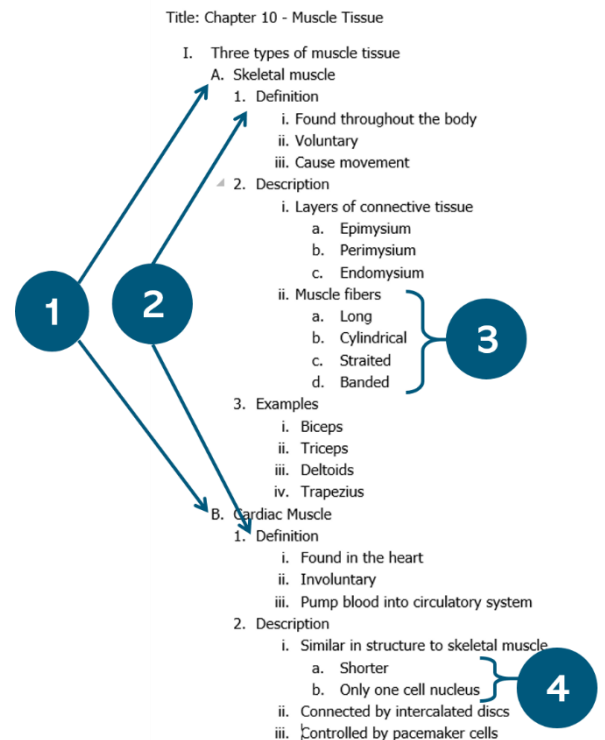 Title: Chapter 10 - Muscle Tissue
I. Three types of muscle tissue
A. Skeletal muscle
1. Definition
i. Found throughout the body
ii. Voluntary
iii. Cause movement
2. Description
i. Layers of connective tissue
a. Epimysium
b. Perimysium
c. Endomysium
ii. Muscle fibers
a. Long
b. Cylindrical
c. Straited
d. Banded
3. Examples
i. Biceps
ii. Triceps
iii. Deltoids
iv. Trapezius
B. Cardiac Muscle
1. Definition
i. Found in the heart
ii. Involuntary
iii. Pump blood into circulatory system
2. Description
i. Similar in structure to skeletal muscle
a. Shorter
b. Only one cell nucleus
ii. Connected by intercalated discs
iii. Controlled by pacemaker cells
1
2
3
4